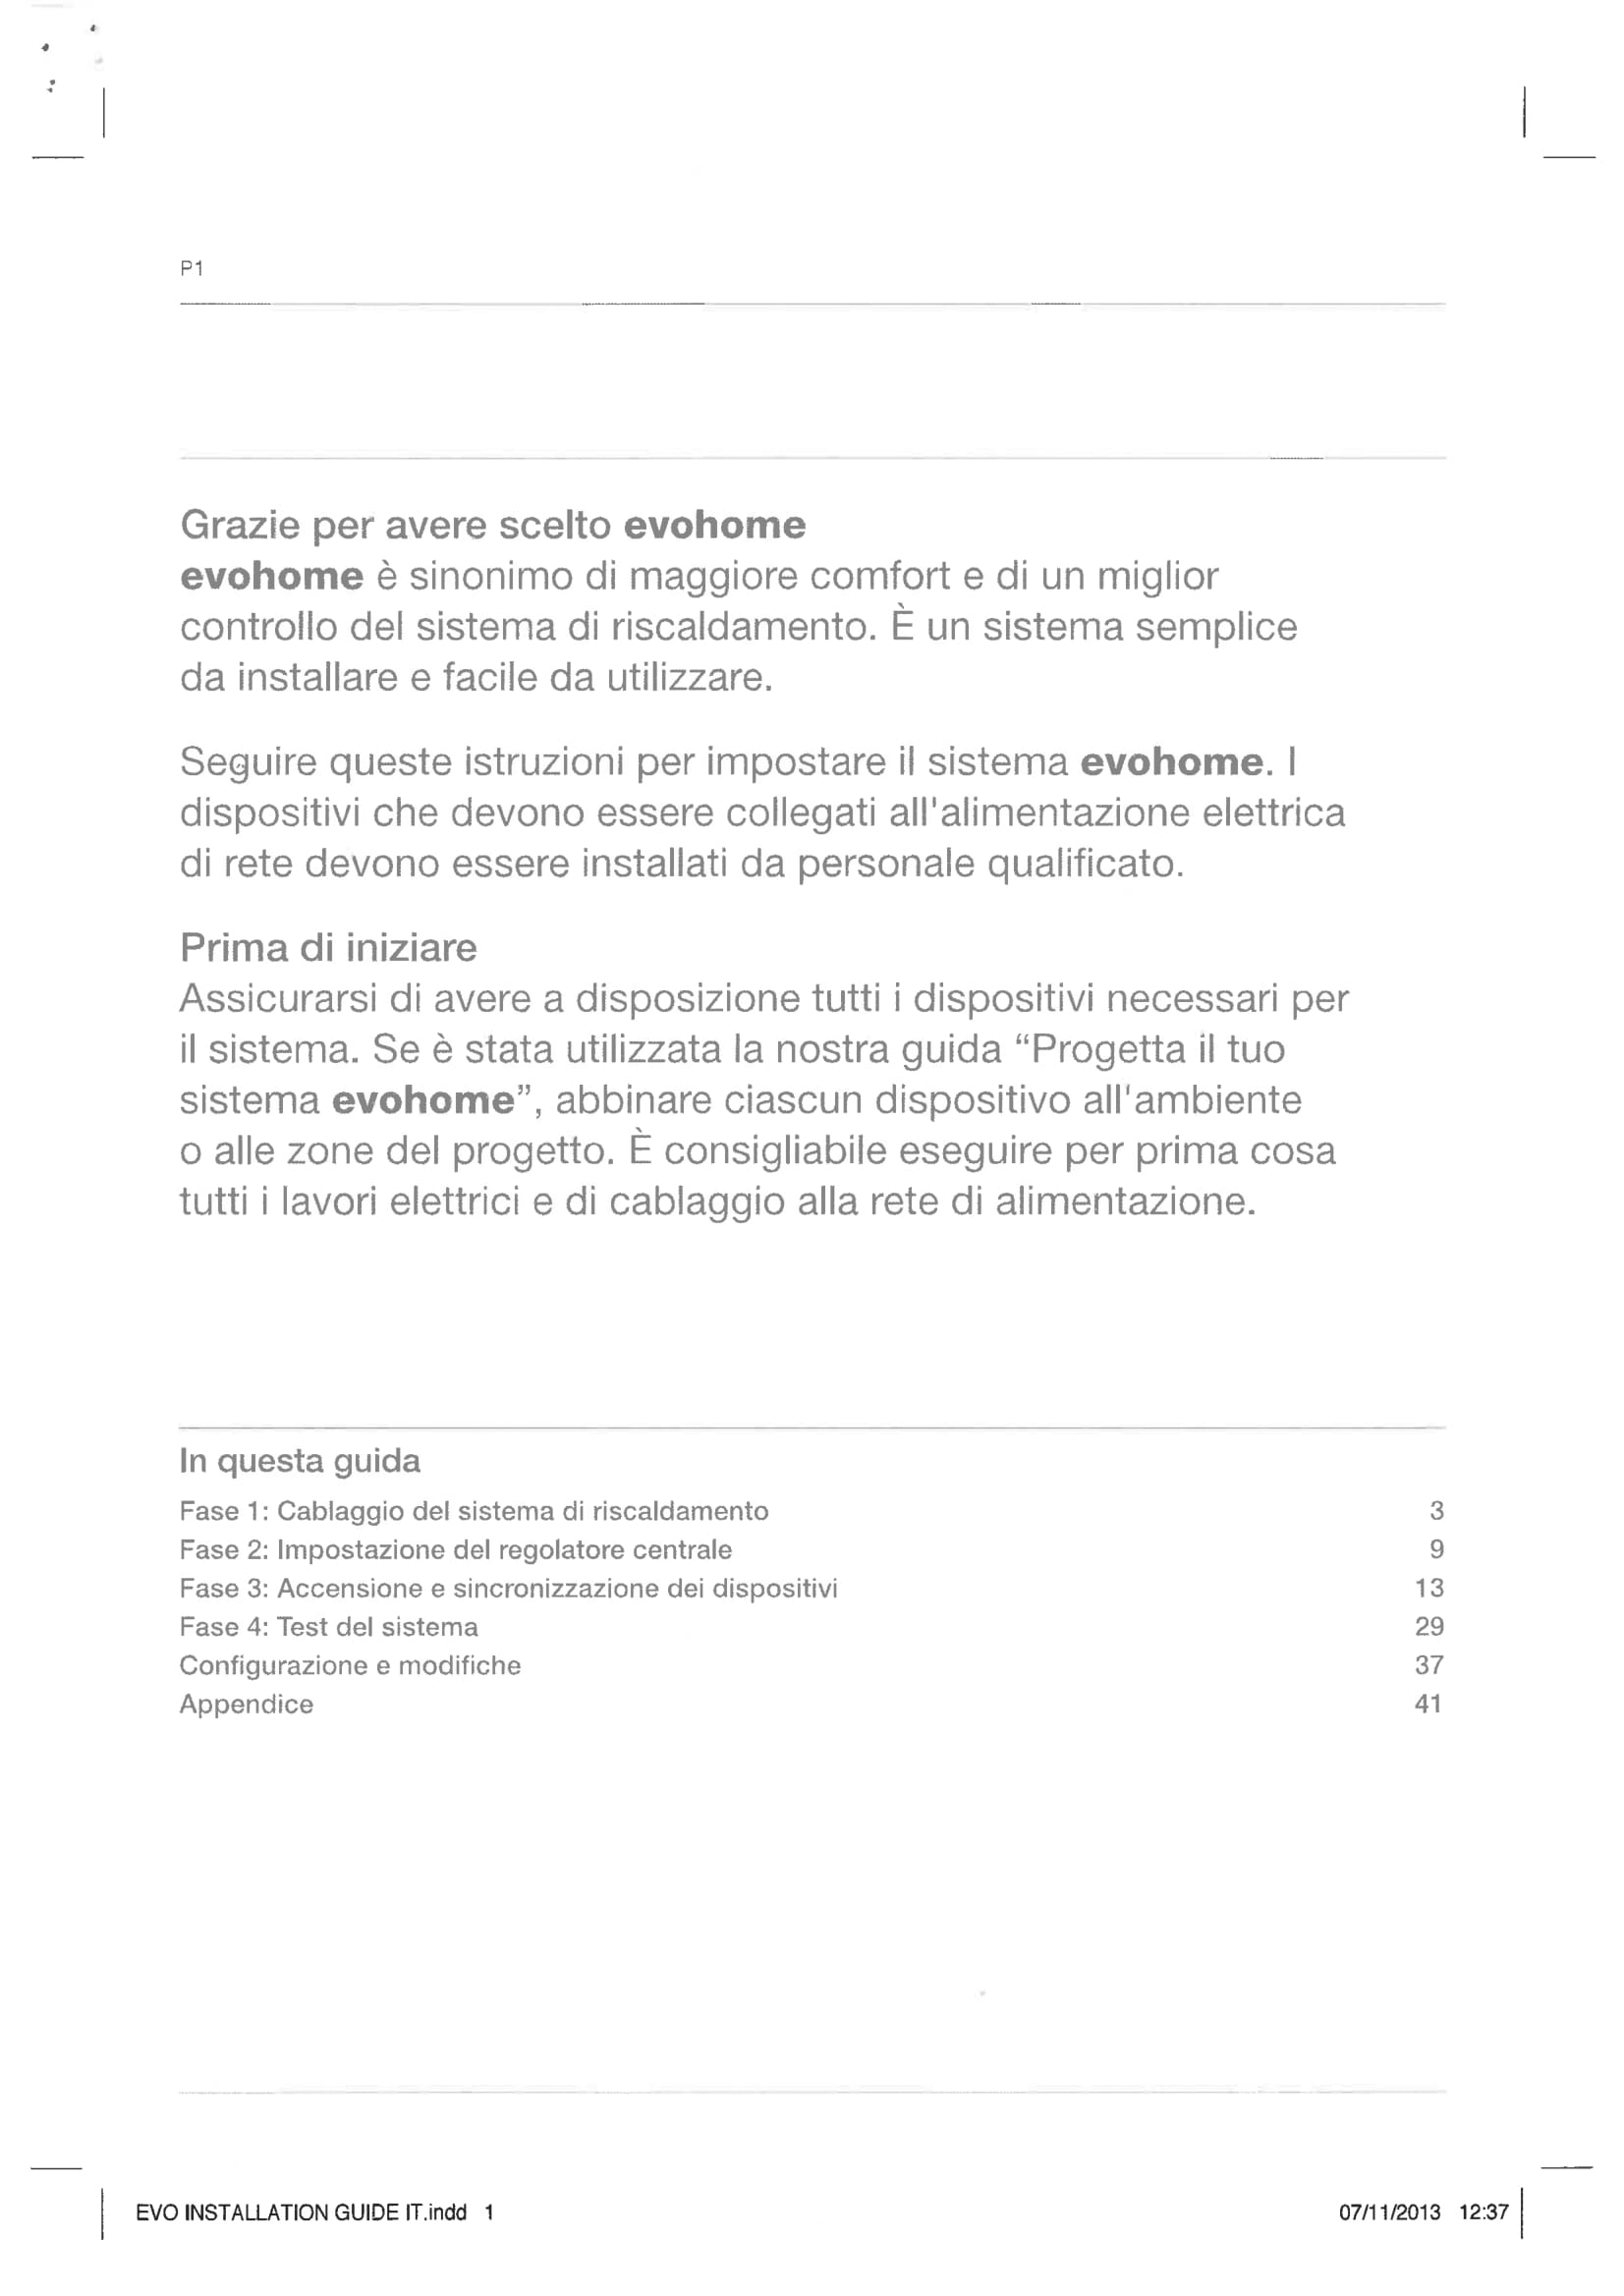 P1
Grazie per avere scelto evohome
evohome è sinonimo di maggiore comfort e di un miglior
controllo del sistema di riscaldamento. È un sistema semplice
da installare e facile da utilizzare.
Seguire queste istruzioni per impostare il sistema evohome. I
dispositivi che devono essere collegati all'alimentazione elettrica
di rete devono essere installati da personale qualificato.
Prima di iniziare
Assicurarsi di avere a disposizione tutti i dispositivi necessari per
il sistema. Se è stata utilizzata la nostra guida “Progetta il tuo
sistema evohome”, abbinare ciascun dispositivo all'ambiente
o alle zone del progetto. È consigliabile eseguire per prima cosa
tutti i lavori elettrici e di cablaggio alla rete di alimentazione.
In questa guida
Fase 1: Cablaggio del sistema di riscaldamento 3
Fase 2: Impostazione del regolatore centrale 9
Fase 3: Accensione e sincronizzazione dei dispositivi 13
Fase 4: Test del sistema 29
Configurazione e modifiche 37
Appendice 41
EVO INSTALLATION GUIDE IT.indd 1 07/11/2013 12:37